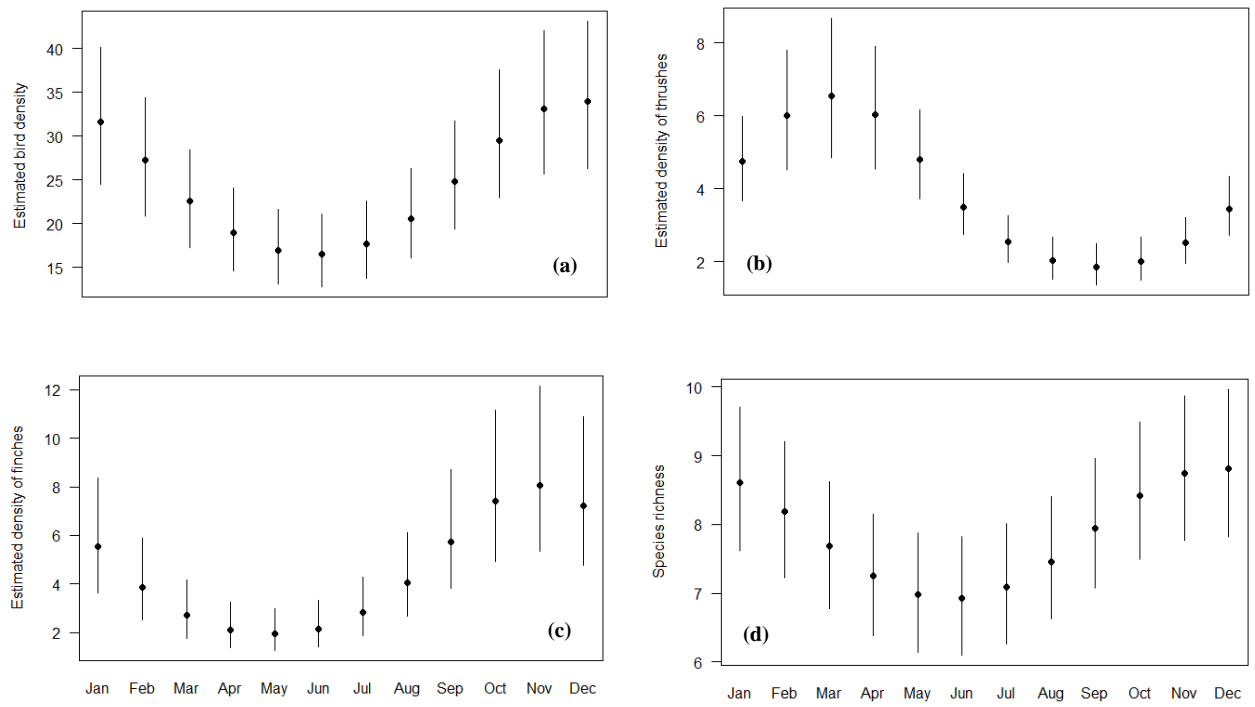 Estimated bird density
40
35
30
25
20
15
(a)
Estimated density of thrushes
8
6
4
2
(b)
Estimated density of finches
12
10
8
6
4
2
(c)
Jan Feb Mar Apr May Jun Jul Aug Sep Oct Nov Dec
Species richness
10
9
8
7
6
(d)
Jan Feb Mar Apr May Jun Jul Aug Sep Oct Nov Dec